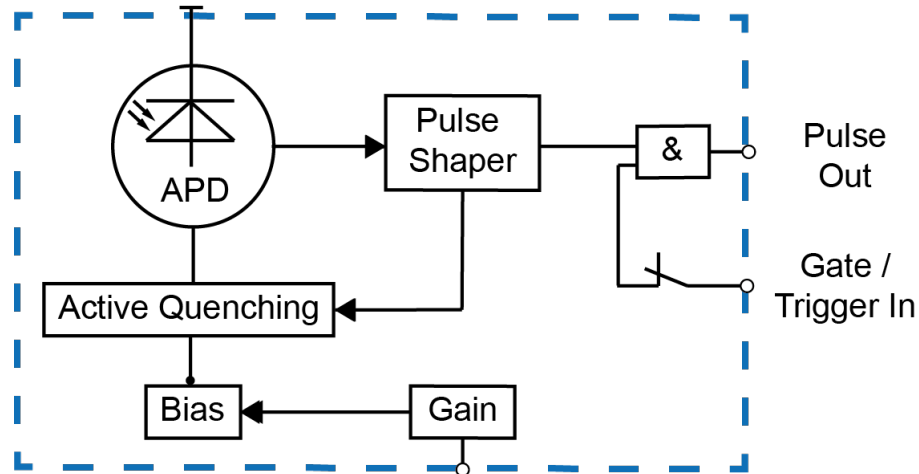 Pulse
Shaper
&
Pulse
Out
APD
Gate /
Trigger In
Active Quenching
Bias
Gain